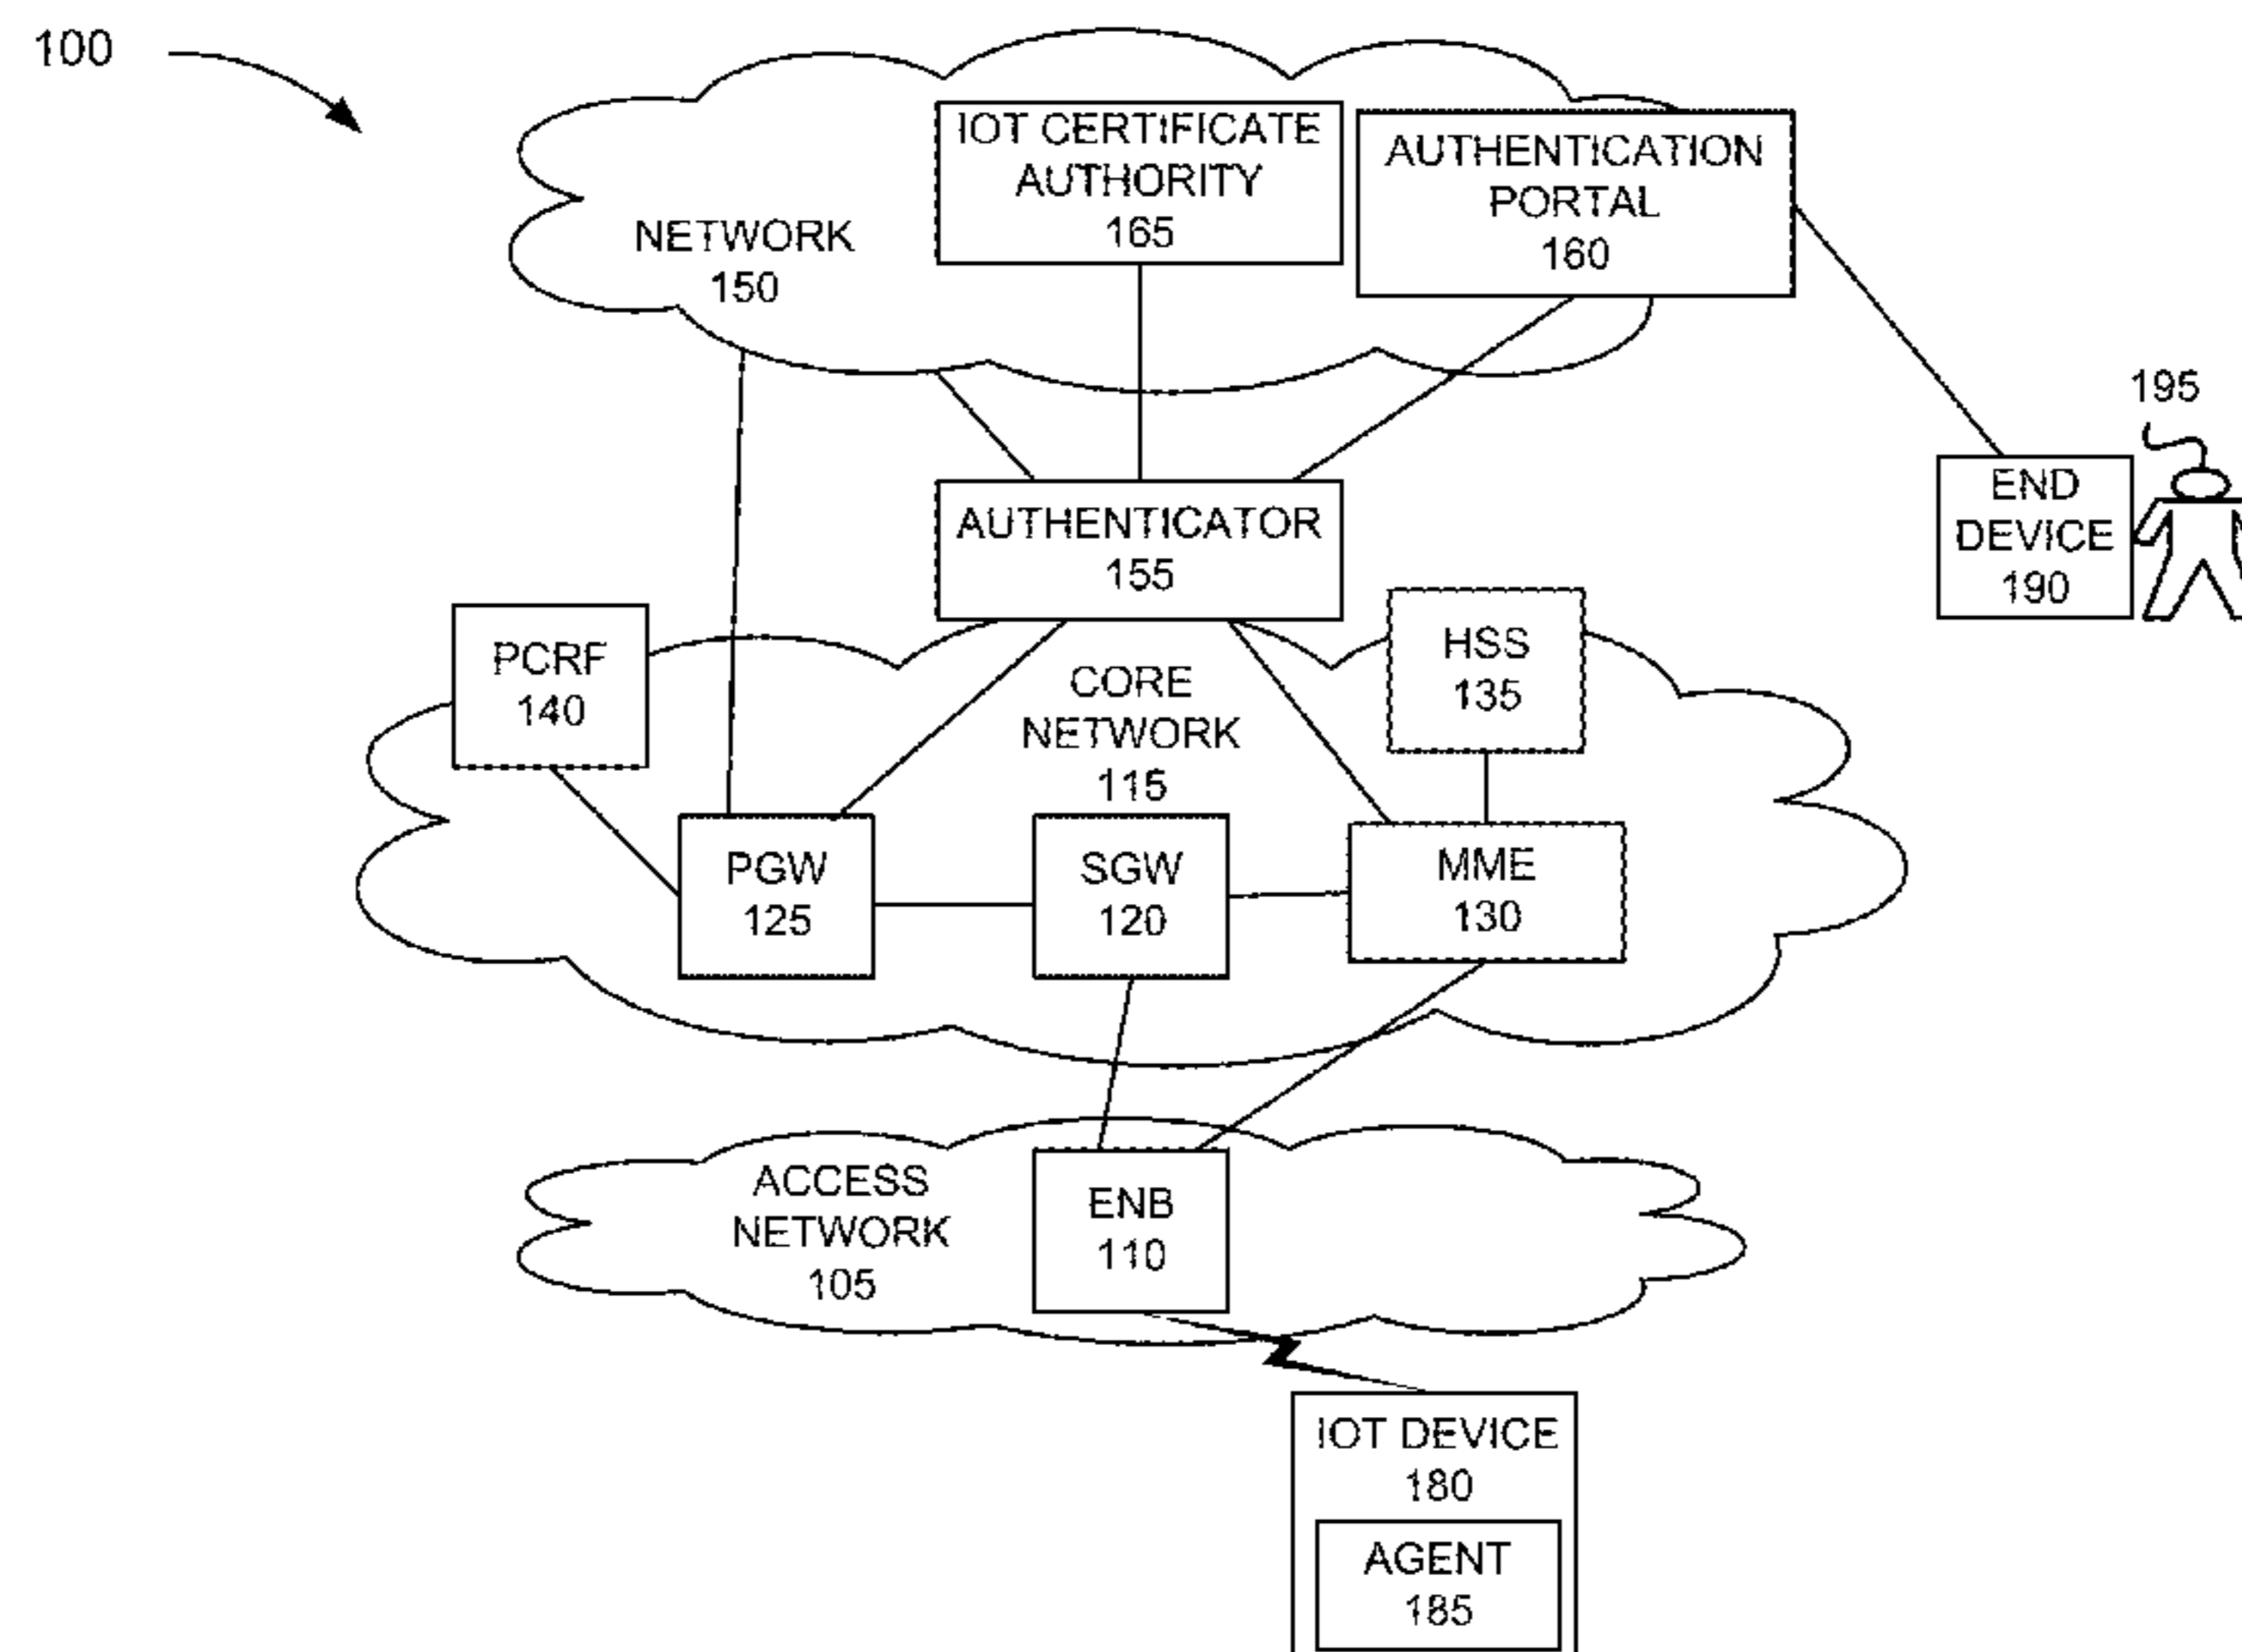 100
IOT CERTIFICATE
AUTHORITY
165
AUTHENTICATION
PORTAL
160
NETWORK
150
195
END
DEVICE
190
AUTHENTICATOR
155
PCRF
140
HSS
135
CORE
NETWORK
115
PGW
125
SGW
120
MME
130
ACCESS
NETWORK
105
ENB
110
IOT DEVICE
180
AGENT
185